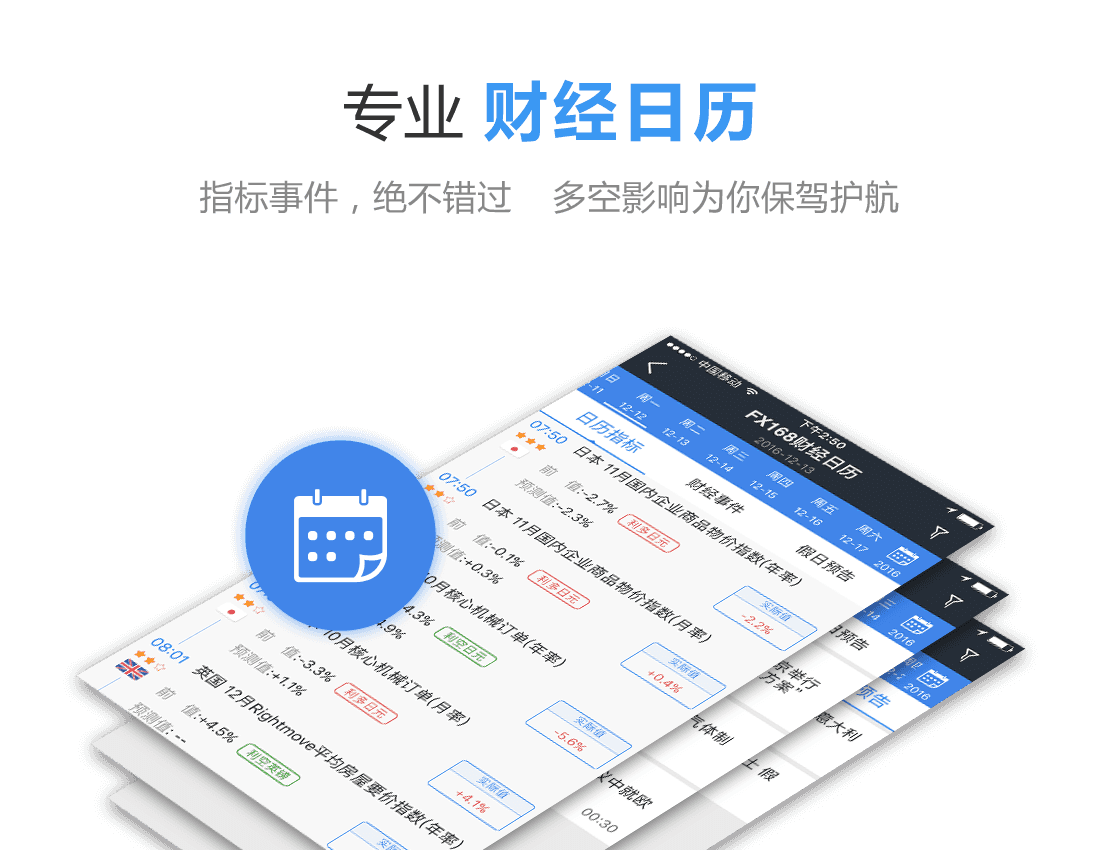 专业 财经日历
指标事件，绝不错过 多空影响为你保驾护航
中国移动
下午2:50
FX168财经日历
2016-12-13
周一
12-12
周二
12-13
周三
12-14
周四
12-15
周五
12-16
周六
12-17
2016
日历指标
财经事件
假日预告
07:50
日本 11月国内企业商品物价指数(年率)
前 值:-2.7%
预测值:-2.3%
利多日元
实际值
-2.2%
07:50
日本 11月国内企业商品物价指数(月率)
前 值:-0.1%
预测值:+0.3%
利多日元
实际值
+0.4%
10月核心机械订单(年率)
4.3%
.9%
利空日元
实际值
-5.6%
10月核心机械订单(月率)
前 值:-3.3%
预测值:+1.1%
利多日元
实际值
+4.1%
08:01
英国 12月Rightmove平均房屋要价指数(年率)
前 值:+4.5%
预测值:--
利空英镑
实际值
2016
日预告
京举行
方案”
气体制
义中就欧
00:30
2016
预告
意大利
士 假